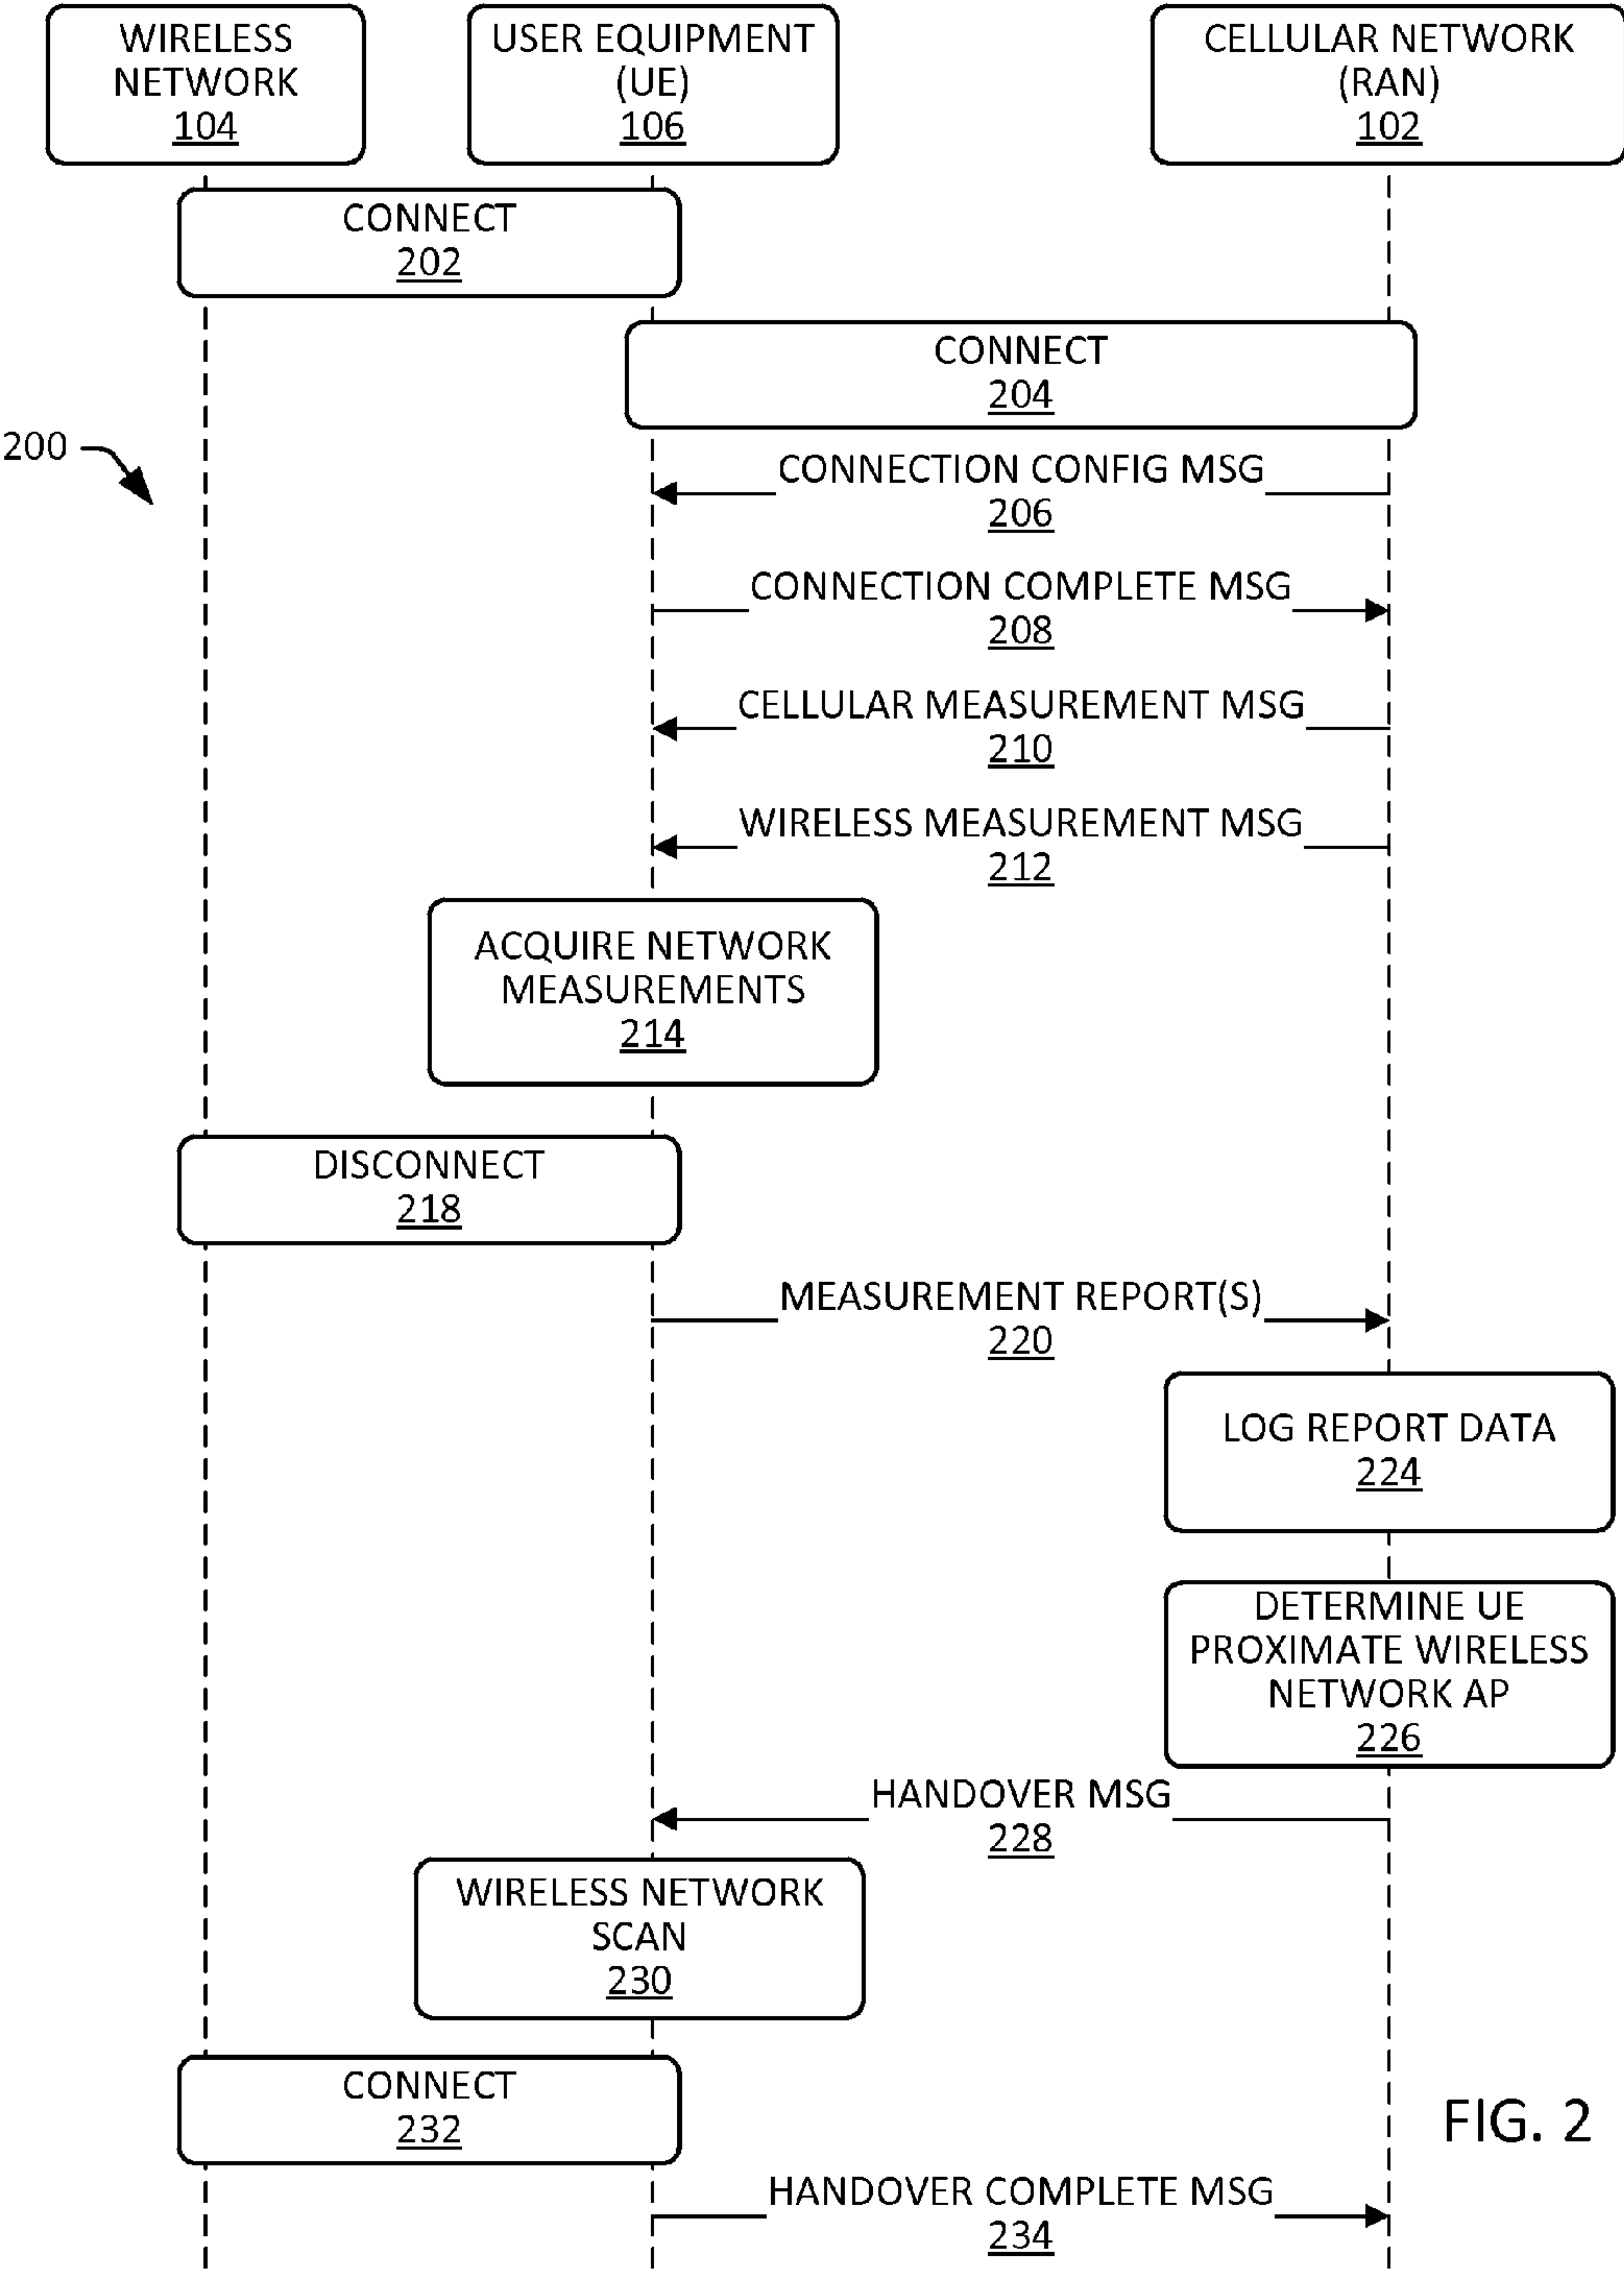 WIRELESS
NETWORK
104
USER EQUIPMENT
(UE)
106
CELLULAR NETWORK
(RAN)
102
CONNECT
202
CONNECT
204
200
CONNECTION CONFIG MSG
206
CONNECTION COMPLETE MSG
208
CELLULAR MEASUREMENT MSG
210
WIRELESS MEASUREMENT MSG
212
ACQUIRE NETWORK
MEASUREMENTS
214
DISCONNECT
218
MEASUREMENT REPORT(S)
220
LOG REPORT DATA
224
DETERMINE UE
PROXIMATE WIRELESS
NETWORK AP
226
HANDOVER MSG
228
WIRELESS NETWORK
SCAN
230
CONNECT
232
FIG. 2
HANDOVER COMPLETE MSG
234